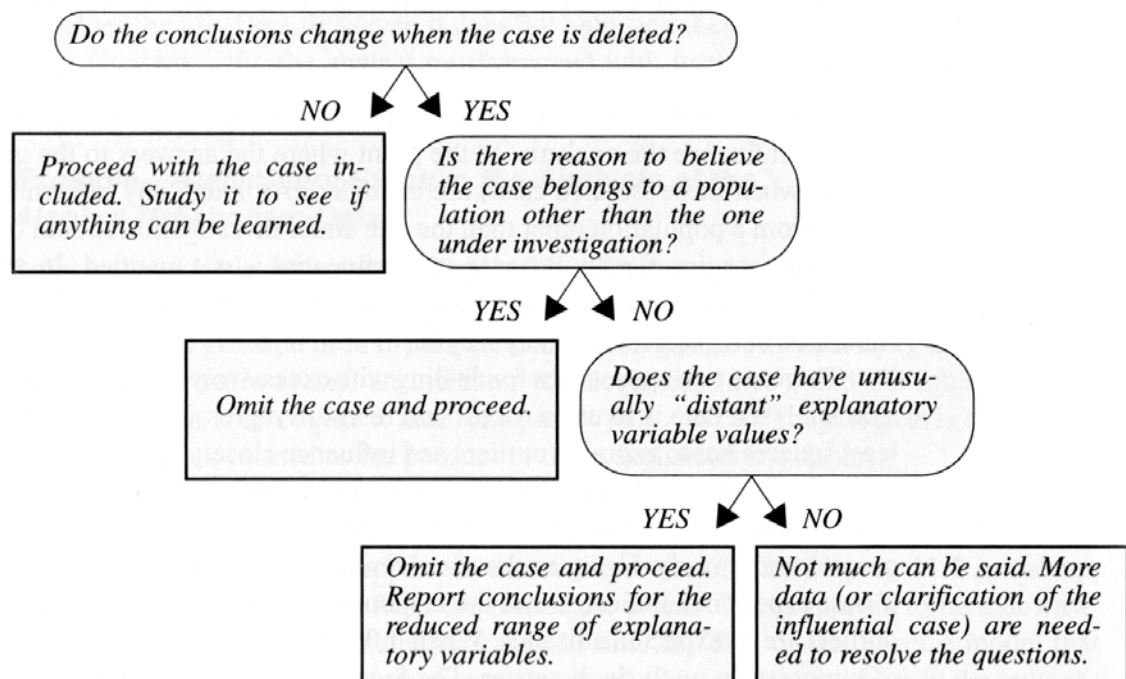 Do the conclusions change when the case is deleted?
NO YES
Proceed with the case in-
cluded. Study it to see if
anything can be learned.
Is there reason to believe
the case belongs to a popu-
lation other than the one
under investigation?
YES NO
Omit the case and proceed.
Does the case have unusu-
ally “distant” explanatory
variable values?
YES NO
Omit the case and proceed.
Report conclusions for the
reduced range of explana-
tory variables.
Not much can be said. More
data (or clarification of the
influential case) are need-
ed to resolve the questions.